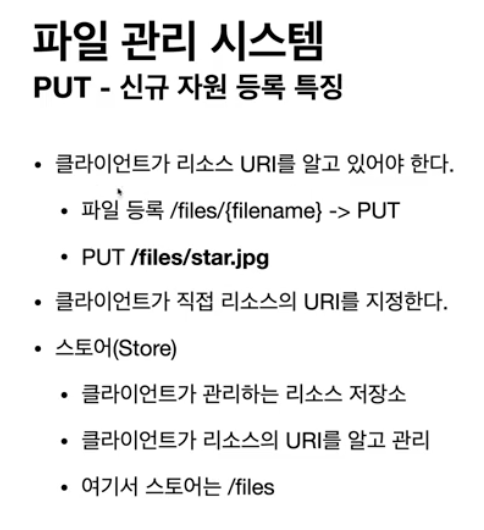 파일 관리 시스템
PUT - 신규 자원 등록 특징
• 클라이언트가 리소스 URI를 알고 있어야 한다.
• 파일 등록 /files/{filename} -> PUT
• PUT /files/star.jpg
• 클라이언트가 직접 리소스의 URI를 지정한다.
• 스토어(Store)
• 클라이언트가 관리하는 리소스 저장소
• 클라이언트가 리소스의 URI를 알고 관리
• 여기서 스토어는 /files